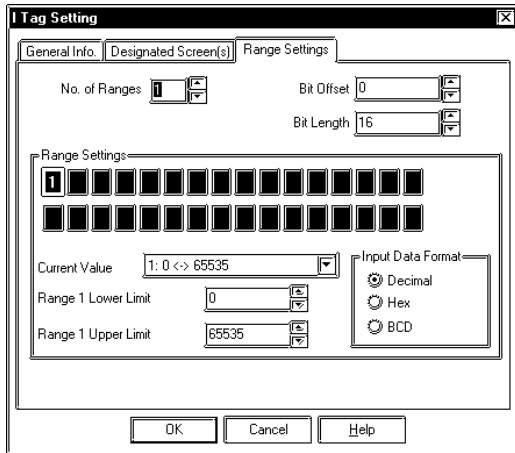 I Tag Setting
General Info. Designated Screen(s) Range Settings
No. of Ranges 1 Bit Offset 0
Bit Length 16
Range Settings
1
Current Value 1: 0 <-> 65535
Input Data Format
Decimal
Range 1 Lower Limit 0
Hex
Range 1 Upper Limit 65535
BCD
OK Cancel Help